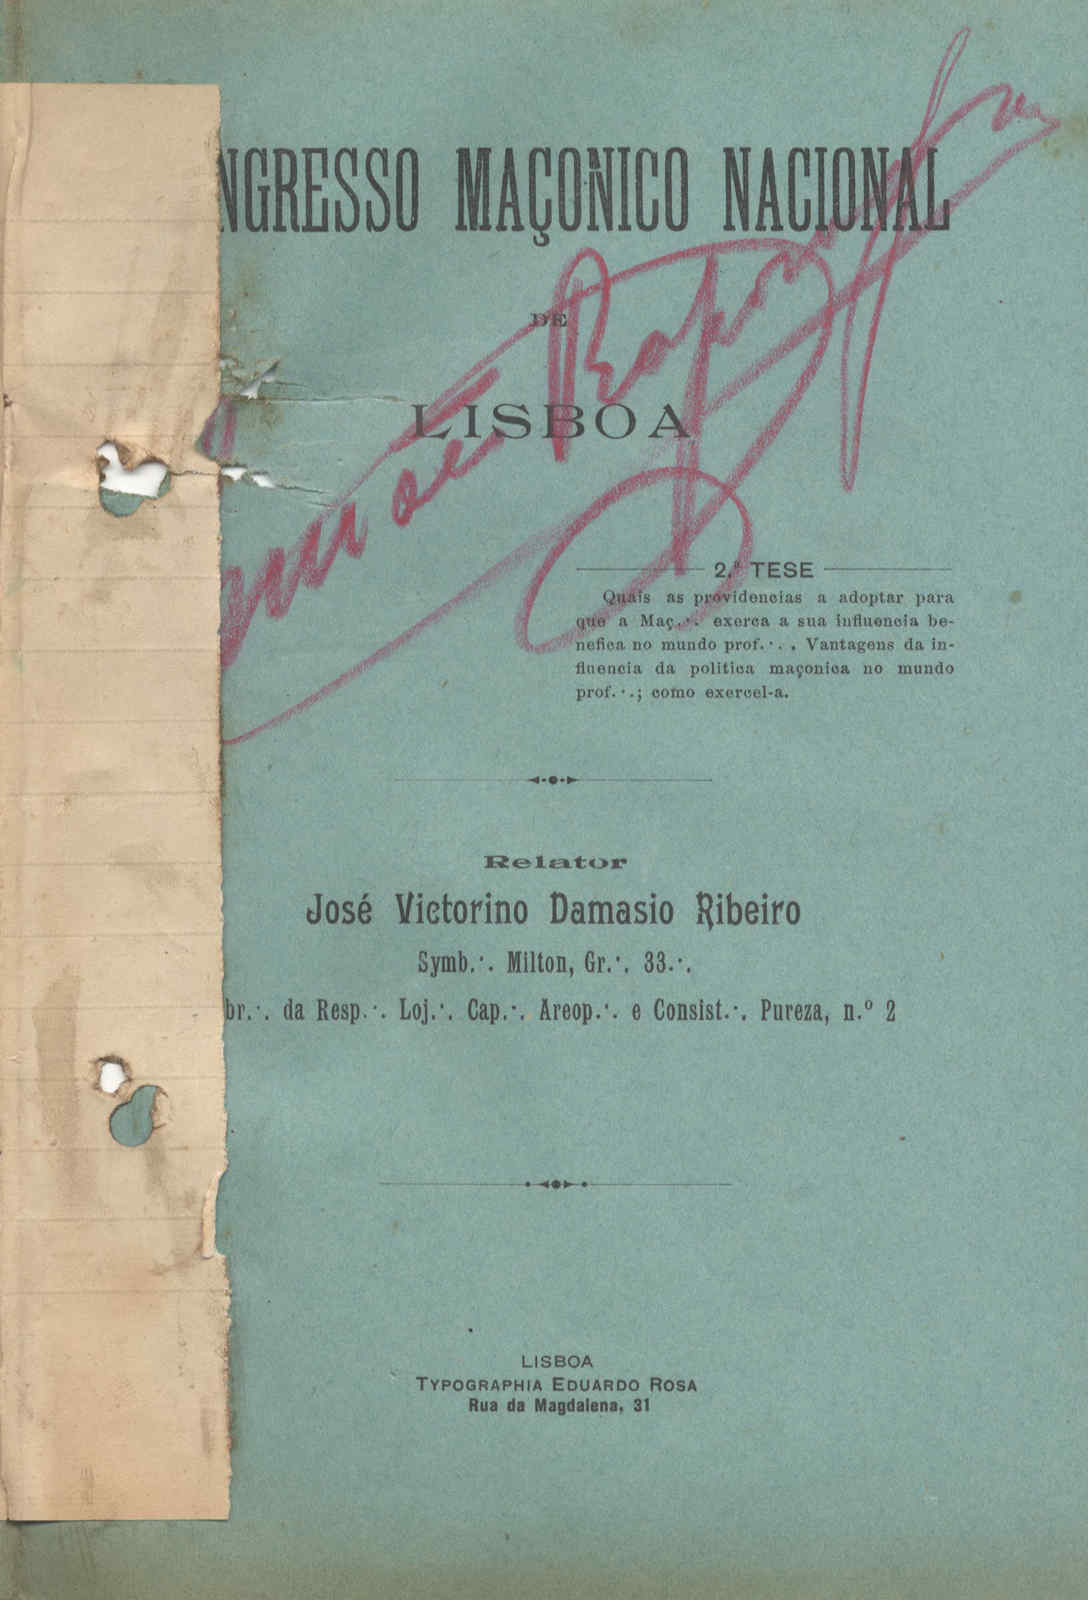 NGRESSO MAÇONICO NACIONAL
DE
LISBOA
2.ª TESE
Quais as providencias a adoptar para
que a Maç.·. exerca a sua influencia be-
nefica no mundo prof.·. . Vantagens da in-
fluencia da politica maçonica no mundo
prof.·.; como exercel-a.
Relator
José Victorino Damasio Ribeiro
Symb.·. Milton, Gr.·. 33.·.
br.·. da Resp.·. Loj.·. Cap.·. Areop.·. e Consist.·. Pureza, n.º 2
LISBOA
TYPOGRAPHIA EDUARDO ROSA
Rua da Magdalena, 31